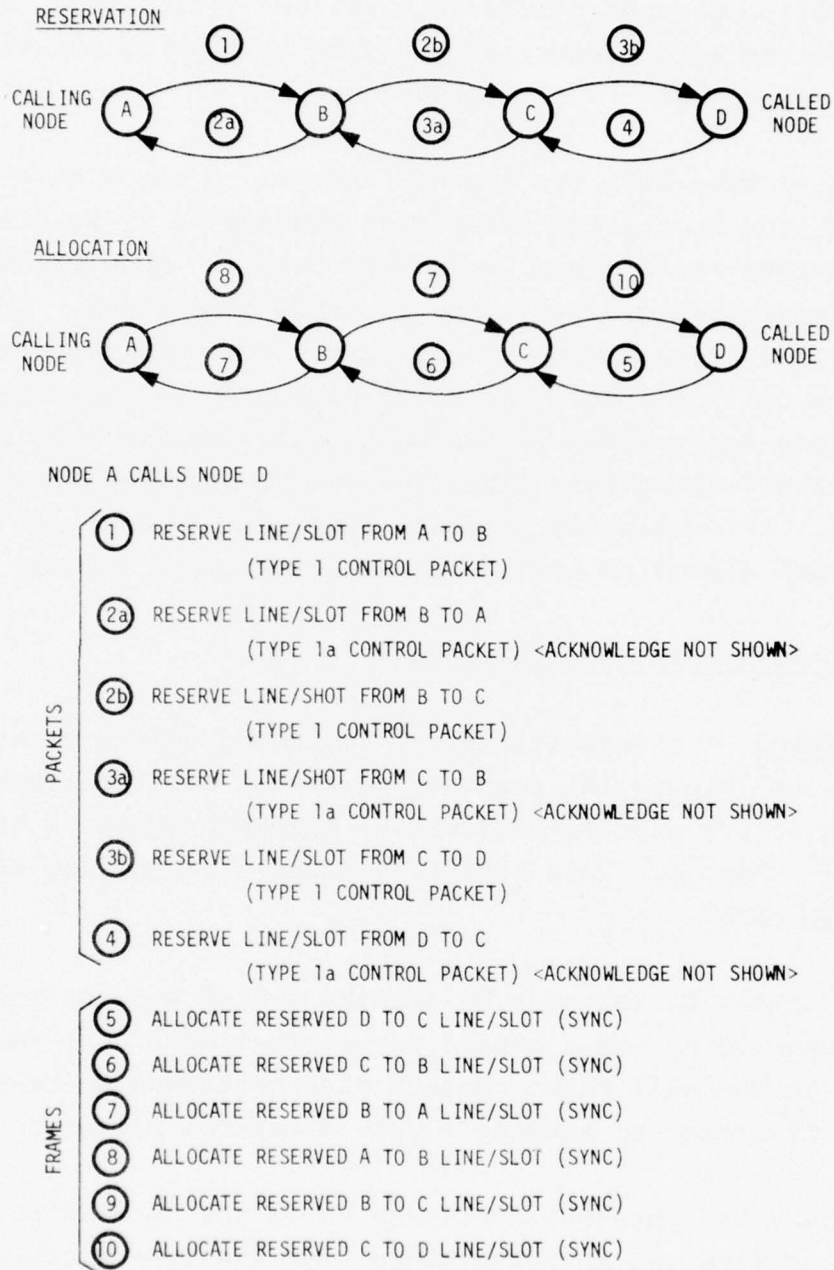 RESERVATION
1 2b 3b
CALLING NODE A B C D CALLED NODE
2a 3a 4
ALLOCATION
8 7 10
CALLING NODE A B C D CALLED NODE
7 6 5
NODE A CALLS NODE D
PACKETS
1 RESERVE LINE/SLOT FROM A TO B
(TYPE 1 CONTROL PACKET)
2a RESERVE LINE/SLOT FROM B TO A
(TYPE 1a CONTROL PACKET) <ACKNOWLEDGE NOT SHOWN>
2b RESERVE LINE/SHOT FROM B TO C
(TYPE 1 CONTROL PACKET)
3a RESERVE LINE/SHOT FROM C TO B
(TYPE 1a CONTROL PACKET) <ACKNOWLEDGE NOT SHOWN>
3b RESERVE LINE/SLOT FROM C TO D
(TYPE 1 CONTROL PACKET)
4 RESERVE LINE/SLOT FROM D TO C
(TYPE 1a CONTROL PACKET) <ACKNOWLEDGE NOT SHOWN>
FRAMES
5 ALLOCATE RESERVED D TO C LINE/SLOT (SYNC)
6 ALLOCATE RESERVED C TO B LINE/SLOT (SYNC)
7 ALLOCATE RESERVED B TO A LINE/SLOT (SYNC)
8 ALLOCATE RESERVED A TO B LINE/SLOT (SYNC)
9 ALLOCATE RESERVED B TO C LINE/SLOT (SYNC)
10 ALLOCATE RESERVED C TO D LINE/SLOT (SYNC)